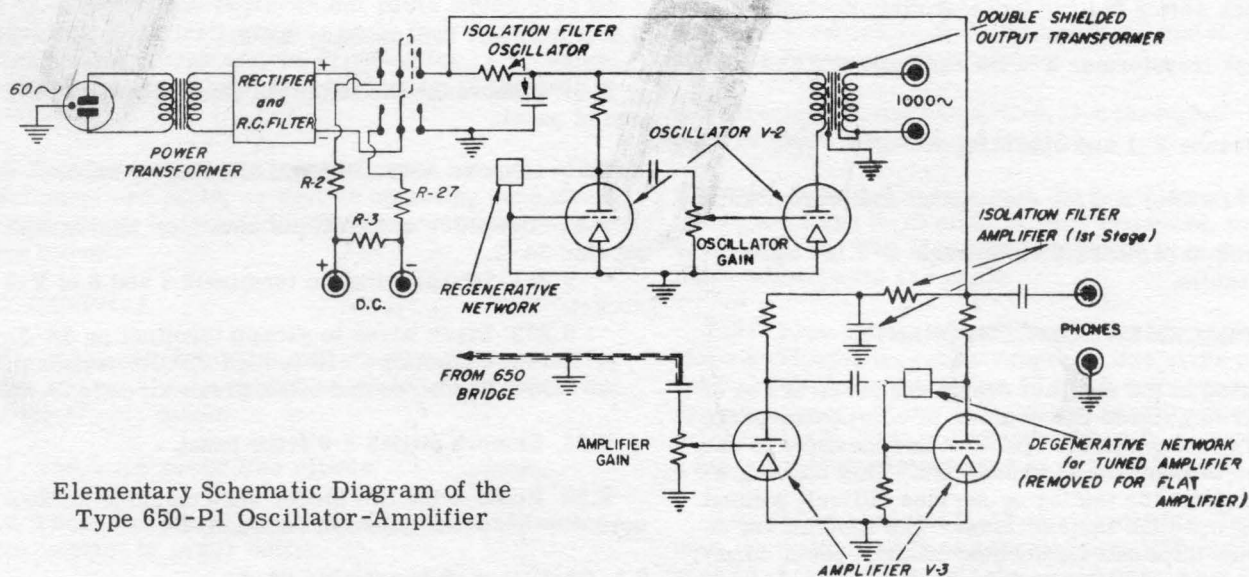 ISOLATION FILTER
OSCILLATOR
DOUBLE SHIELDED
OUTPUT TRANSFORMER
60~
RECTIFIER
and
R.C. FILTER
+
-
POWER
TRANSFORMER
1000~
OSCILLATOR V-2
R-2
R-27
R-3
+
-
D.C.
REGENERATIVE
NETWORK
OSCILLATOR
GAIN
ISOLATION FILTER
AMPLIFIER (1st Stage)
PHONES
FROM 650
BRIDGE
AMPLIFIER
GAIN
DEGENERATIVE NETWORK
for TUNED AMPLIFIER
(REMOVED FOR FLAT
AMPLIFIER)
AMPLIFIER V-3
Elementary Schematic Diagram of the
Type 650-P1 Oscillator-Amplifier